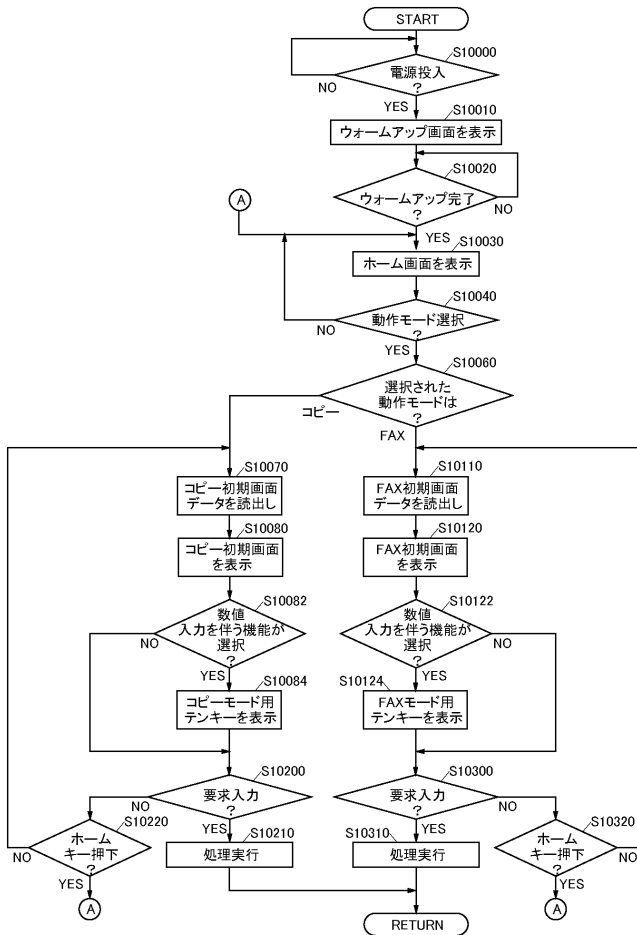 START
S10000
電源投入
?
NO
YES
S10010
ウォームアップ画面を表示
S10020
ウォームアップ完了
?
NO
A
YES
S10030
ホーム画面を表示
S10040
動作モード選択
?
NO
YES
S10060
選択された
動作モードは
?
コピー
FAX
S10070
コピー初期画面
データを読出し
S10110
FAX初期画面
データを読出し
S10080
コピー初期画面
を表示
S10120
FAX初期画面
を表示
S10082
数値
入力を伴う機能が
選択
?
NO
YES
S10122
数値
入力を伴う機能が
選択
?
NO
YES
S10084
コピーモード用
テンキーを表示
S10124
FAXモード用
テンキーを表示
S10200
要求入力
?
NO
YES
S10300
要求入力
?
NO
YES
S10220
ホーム
キー押下
?
NO
YES
A
S10210
処理実行
S10310
処理実行
S10320
ホーム
キー押下
?
NO
YES
A
RETURN